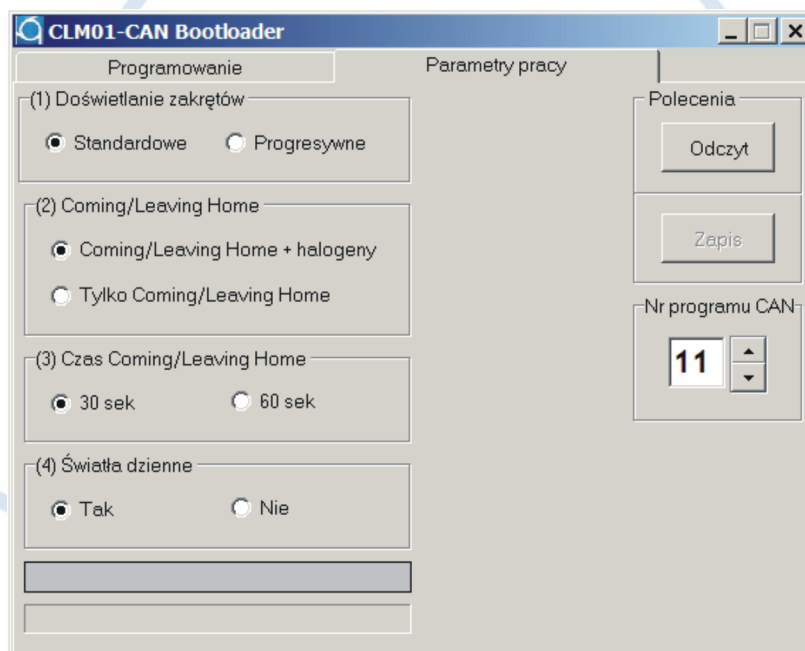 CLM01-CAN Bootloader
Programowanie
Parametry pracy
(1) Doświetlanie zakrętów
Standardowe
Progresywne
(2) Coming/Leaving Home
Coming/Leaving Home + halogeny
Tylko Coming/Leaving Home
(3) Czas Coming/Leaving Home
30 sek
60 sek
(4) Światła dzienne
Tak
Nie
Polecenia
Odczyt
Zapis
Nr programu CAN
11